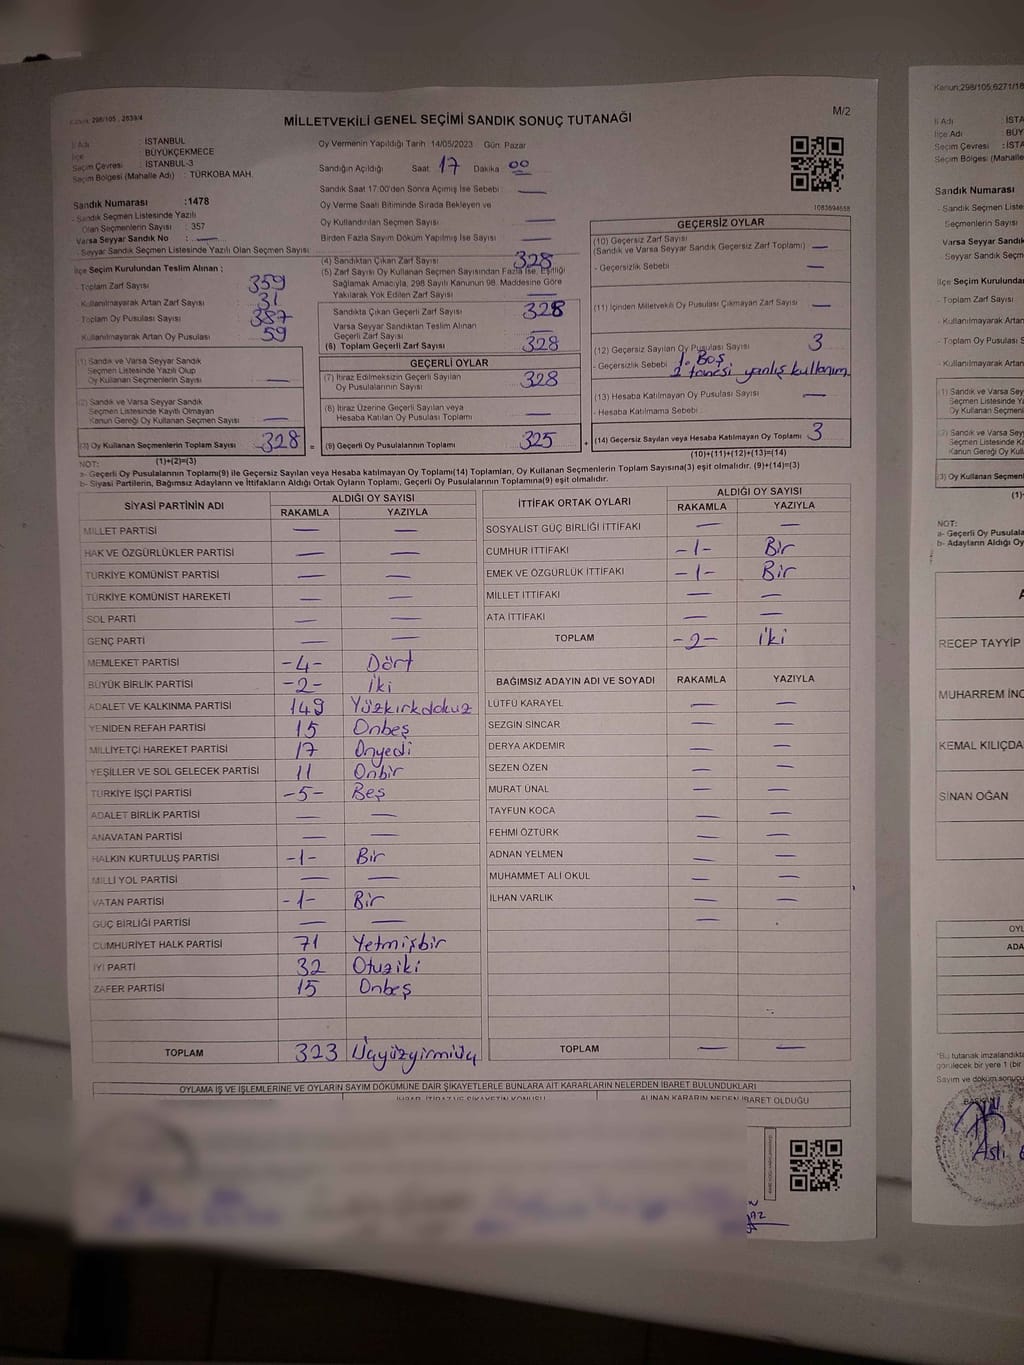 Kanun: 298/105, 2839/4
M/2
MİLLETVEKİLİ GENEL SEÇİMİ SANDIK SONUÇ TUTANAĞI
İl Adı : İSTANBUL
İlçe : BÜYÜKÇEKMECE
Seçim Çevresi : İSTANBUL-3
Seçim Bölgesi (Mahalle Adı) : TÜRKOBA MAH.
Sandık Numarası :1478
- Sandık Seçmen Listesinde Yazılı
Olan Seçmenlerin Sayısı : 357
Varsa Seyyar Sandık No : —
- Seyyar Sandık Seçmen Listesinde Yazılı Olan Seçmen Sayısı
Oy Vermenin Yapıldığı Tarih 14/05/2023 Gün Pazar
Sandığın Açıldığı Saat 17 Dakika 00
Sandık Saat 17:00'den Sonra Açımış İse Sebebi —
Oy Verme Saati Bitiminde Sırada Bekleyen ve
Oy Kullandırılan Seçmen Sayısı —
Birden Fazla Sayım Döküm Yapılmış İse Sayısı —
1083694658
İlçe Seçim Kurulundan Teslim Alınan ;
- Toplam Zarf Sayısı 359
- Kullanılmayarak Artan Zarf Sayısı 31
- Toplam Oy Pusulası Sayısı 387
- Kullanılmayarak Artan Oy Pusulası 59
(1) Sandık ve Varsa Seyyar Sandık
Seçmen Listesinde Yazılı Olup
Oy Kullanan Seçmenlerin Sayısı —
(2) Sandık ve Varsa Seyyar Sandık
Seçmen Listesinde Kayıtlı Olmayan
Kanun Gereği Oy Kullanan Seçmen Sayısı —
(3) Oy Kullanan Seçmenlerin Toplam Sayısı 328 =
(1)+(2)=(3)
(4) Sandıktan Çıkan Zarf Sayısı 328
(5) Zarf Sayısı Oy Kullanan Seçmen Sayısından Fazla İse, Eşitliği
Sağlamak Amacıyla, 298 Sayılı Kanunun 98. Maddesine Göre
Yakılarak Yok Edilen Zarf Sayısı —
Sandıkta Çıkan Geçerli Zarf Sayısı 328
Varsa Seyyar Sandıktan Teslim Alınan
Geçerli Zarf Sayısı —
(6) Toplam Geçerli Zarf Sayısı 328
GEÇERLİ OYLAR
(7) İtiraz Edilmeksizin Geçerli Sayılan
Oy Pusulalarının Sayısı 328
(8) İtiraz Üzerine Geçerli Sayılan veya
Hesaba Katılan Oy Pusulası Toplamı —
(9) Geçerli Oy Pusulalarının Toplamı 325 +
GEÇERSİZ OYLAR
(10) Geçersiz Zarf Sayısı
(Sandık ve Varsa Seyyar Sandık Geçersiz Zarf Toplamı) —
- Geçersizlik Sebebi —
(11) İçinden Milletvekili Oy Pusulası Çıkmayan Zarf Sayısı —
(12) Geçersiz Sayılan Oy Pusulası Sayısı 3
- Geçersizlik Sebebi 1. Boş
2 tanesi yanlış kullanım
(13) Hesaba Katılmayan Oy Pusulası Sayısı —
- Hesaba Katılmama Sebebi
(14) Geçersiz Sayılan veya Hesaba Katılmayan Oy Toplamı 3
(10)+(11)+(12)+(13)=(14)
NOT:
a- Geçerli Oy Pusulalarının Toplamı(9) ile Geçersiz Sayılan veya Hesaba katılmayan Oy Toplamı(14) Toplamları, Oy Kullanan Seçmenlerin Toplam Sayısına(3) eşit olmalıdır. (9)+(14)=(3)
b- Siyasi Partilerin, Bağımsız Adayların ve İttifakların Aldığı Ortak Oyların Toplamı, Geçerli Oy Pusulalarının Toplamına(9) eşit olmalıdır.
SİYASİ PARTİNİN ADI ALDIĞI OY SAYISI
RAKAMLA YAZIYLA
MİLLET PARTİSİ — —
HAK VE ÖZGÜRLÜKLER PARTİSİ — —
TÜRKİYE KOMÜNİST PARTİSİ — —
TÜRKİYE KOMÜNİST HAREKETİ — —
SOL PARTİ — —
GENÇ PARTİ — —
MEMLEKET PARTİSİ -4- Dört
BÜYÜK BİRLİK PARTİSİ -2- iki
ADALET VE KALKINMA PARTİSİ 149 Yüzkırkdokuz
YENİDEN REFAH PARTİSİ 15 Onbeş
MİLLİYETÇİ HAREKET PARTİSİ 17 Onyedi
YEŞİLLER VE SOL GELECEK PARTİSİ 11 Onbir
TÜRKİYE İŞÇİ PARTİSİ -5- Beş
ADALET BİRLİK PARTİSİ — —
ANAVATAN PARTİSİ — —
HALKIN KURTULUŞ PARTİSİ -1- Bir
MİLLİ YOL PARTİSİ — —
VATAN PARTİSİ -1- Bir
GÜÇ BİRLİĞİ PARTİSİ — —
CUMHURİYET HALK PARTİSİ 71 Yetmişbir
İYİ PARTİ 32 Otuziki
ZAFER PARTİSİ 15 Onbeş
TOPLAM 323 Üçyüzyirmiüç
İTTİFAK ORTAK OYLARI ALDIĞI OY SAYISI
RAKAMLA YAZIYLA
SOSYALİST GÜÇ BİRLİĞİ İTTİFAKI — —
CUMHUR İTTİFAKI -1- Bir
EMEK VE ÖZGÜRLÜK İTTİFAKI -1- Bir
MİLLET İTTİFAKI — —
ATA İTTİFAKI — —
TOPLAM -2- iki
BAĞIMSIZ ADAYIN ADI VE SOYADI RAKAMLA YAZIYLA
LÜTFÜ KARAYEL — —
SEZGİN SİNCAR — —
DERYA AKDEMİR — —
SEZEN ÖZEN — —
MURAT ÜNAL — —
TAYFUN KOCA — —
FEHMİ ÖZTÜRK — —
ADNAN YELMEN — —
MUHAMMET ALİ OKUL — —
İLHAN VARLIK — —
—
TOPLAM — —
OYLAMA İŞ VE İŞLEMLERİNE VE OYLARIN SAYIM DÖKÜMÜNE DAİR ŞİKAYETLERLE BUNLARA AİT KARARLARIN NELERDEN İBARET BULUNDUKLARI
İHBAR, İTİRAZ VE ŞİKAYETİN KONUSU ALINAN KARARIN NEDEN İBARET OLDUĞU
Kanun:298/105;6271/18
İl Adı : İSTA
İlçe Adı : BÜY
Seçim Çevresi : İSTA
Seçim Bölgesi (Mahalle
Sandık Numarası
- Sandık Seçmen Liste
Seçmenlerin Sayısı
Varsa Seyyar Sandık
- Seyyar Sandık Seçm
İlçe Seçim Kurulundan
- Toplam Zarf Sayısı
- Kullanılmayarak Artan
- Toplam Oy Pusulası S
- Kullanılmayarak Artan
(1) Sandık ve Varsa Sey
Seçmen Listesinde Ya
Oy Kullanan Seçmenl
(2) Sandık ve Varsa Sey
Seçmen Listesinde Ka
Kanun Gereği Oy Kull
(3) Oy Kullanan Seçmenl
(1)
NOT:
a- Geçerli Oy Pusulala
b- Adayların Aldığı Oy
A
RECEP TAYYİP
MUHARREM İNC
KEMAL KILIÇDA
SİNAN OĞAN
OYL
ADA
*Bu tutanak imzalandıkta
görülecek bir yere 1 (bir
Sayım ve döküm sonucu
BAŞKAN
Aslı